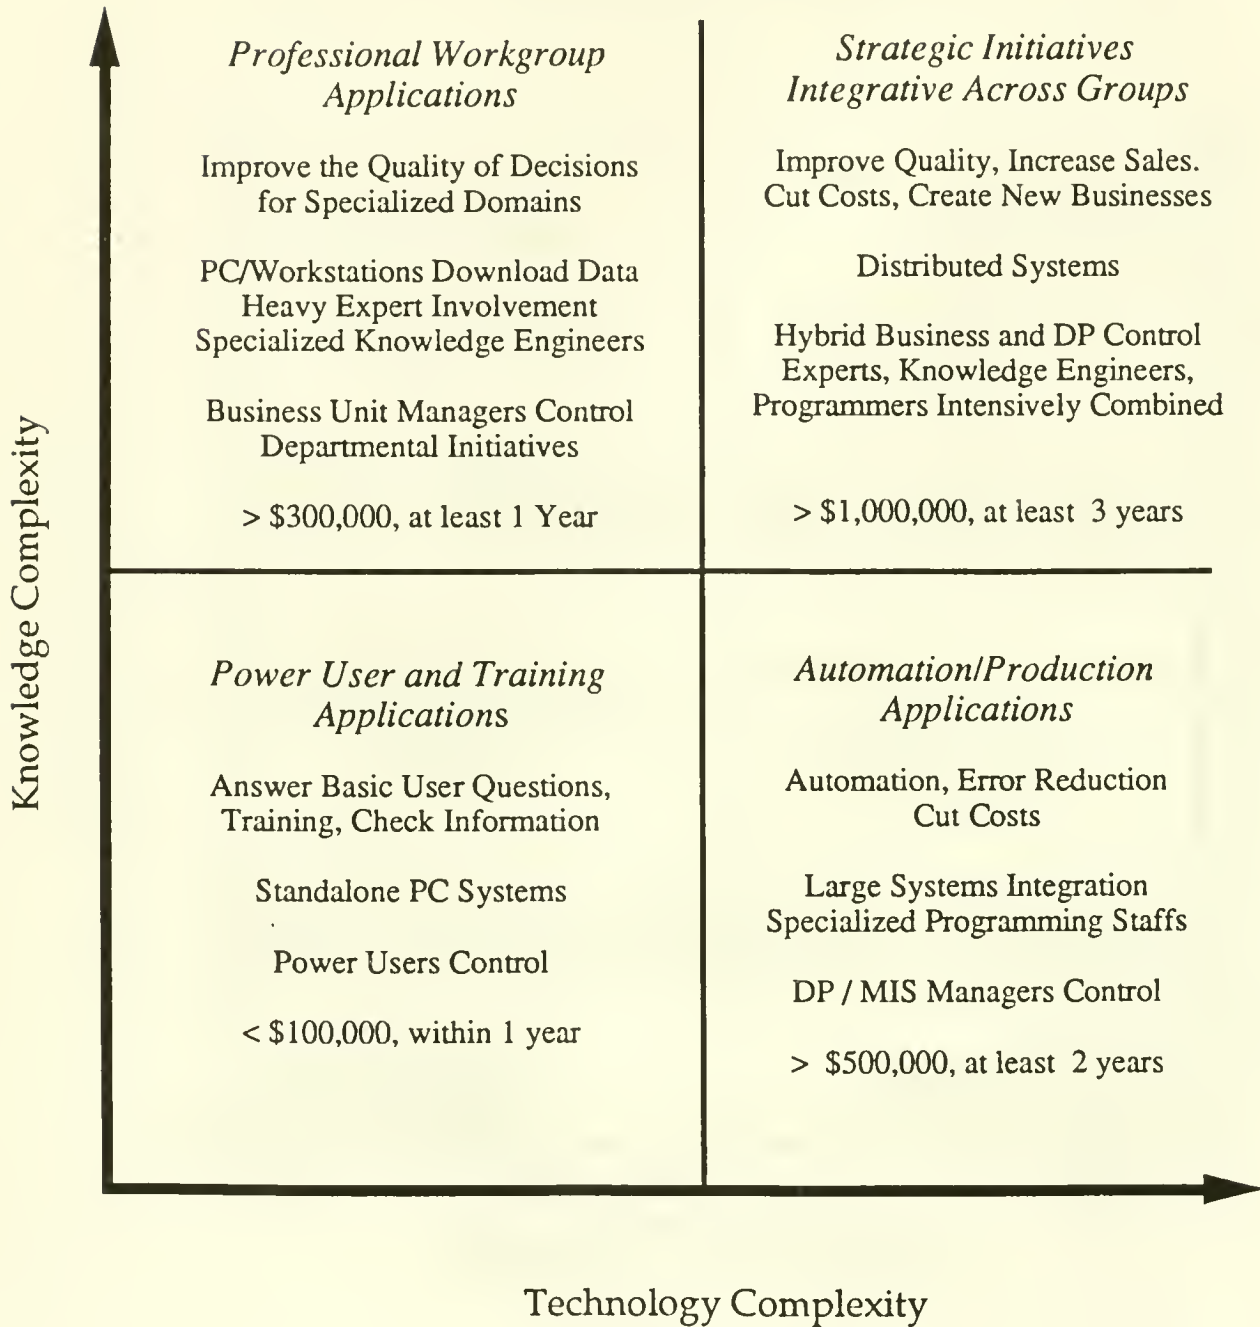 Professional Workgroup
Applications
Improve the Quality of Decisions
for Specialized Domains
PC/Workstations Download Data
Heavy Expert Involvement
Specialized Knowledge Engineers
Business Unit Managers Control
Departmental Initiatives
> $300,000, at least 1 Year
Strategic Initiatives
Integrative Across Groups
Improve Quality, Increase Sales.
Cut Costs, Create New Businesses
Distributed Systems
Hybrid Business and DP Control
Experts, Knowledge Engineers,
Programmers Intensively Combined
> $1,000,000, at least 3 years
Knowledge Complexity
Power User and Training
Applications
Answer Basic User Questions,
Training, Check Information
Standalone PC Systems
Power Users Control
< $100,000, within 1 year
Automation/Production
Applications
Automation, Error Reduction
Cut Costs
Large Systems Integration
Specialized Programming Staffs
DP / MIS Managers Control
> $500,000, at least 2 years
Technology Complexity